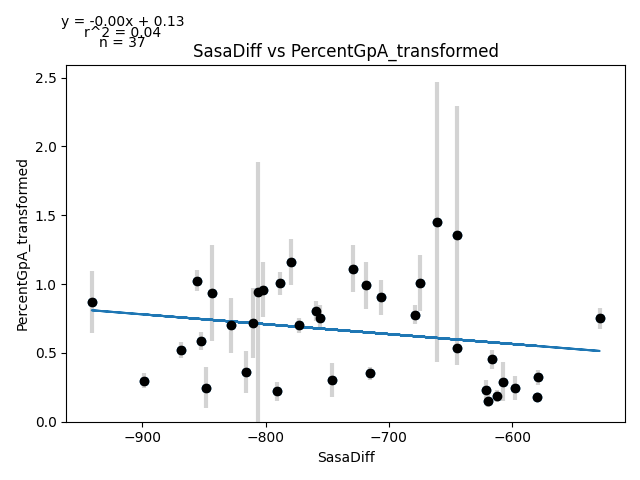 y = -0.00x + 0.13
r^2 = 0.04
n = 37
SasaDiff vs PercentGpA_transformed
PercentGpA_transformed
2.5
2.0
1.5
1.0
0.5
0.0
−900
−800
−700
−600
SasaDiff